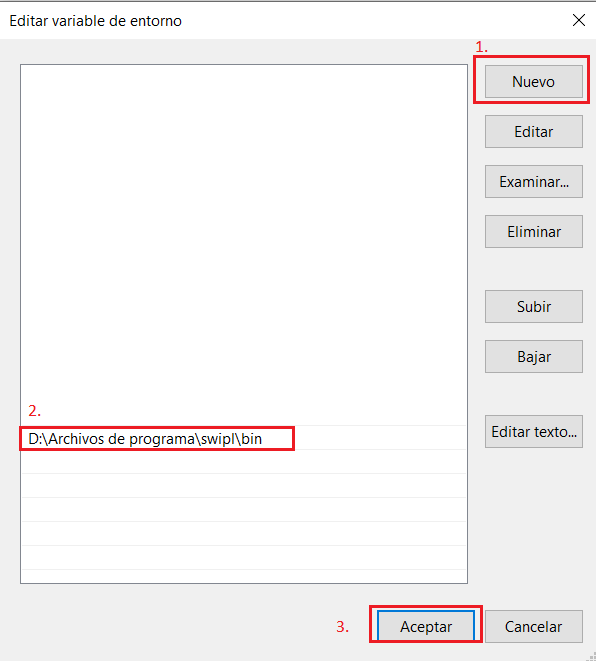 Editar variable de entorno
1.
Nuevo
Editar
Examinar...
Eliminar
Subir
Bajar
2.
D:\Archivos de programa\swipl\bin
Editar texto...
3.
Aceptar
Cancelar